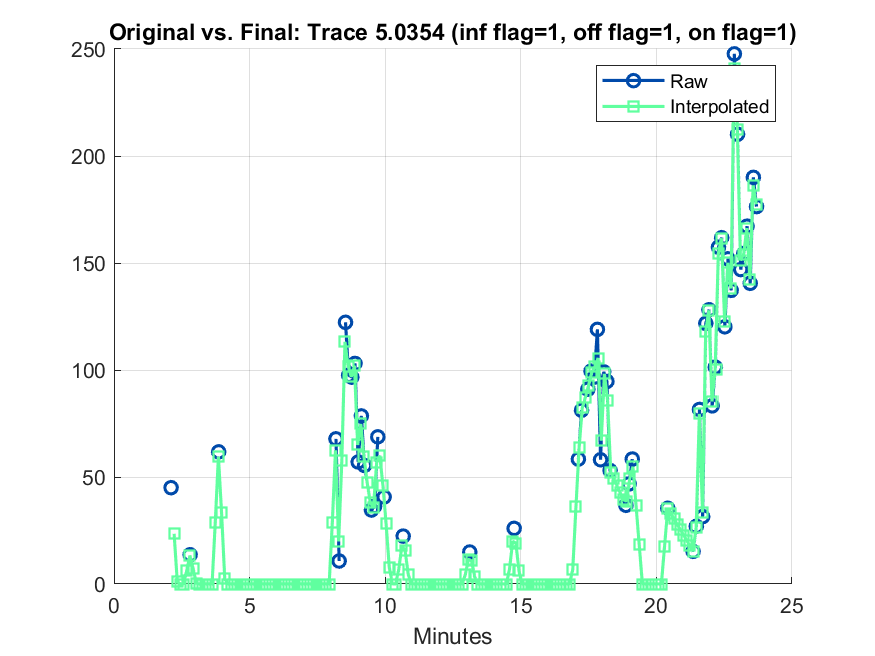 Original vs. Final: Trace 5.0354 (inf flag=1, off flag=1, on flag=1)
250
200
150
100
50
0
Raw
Interpolated
0 5 10 15 20 25
Minutes